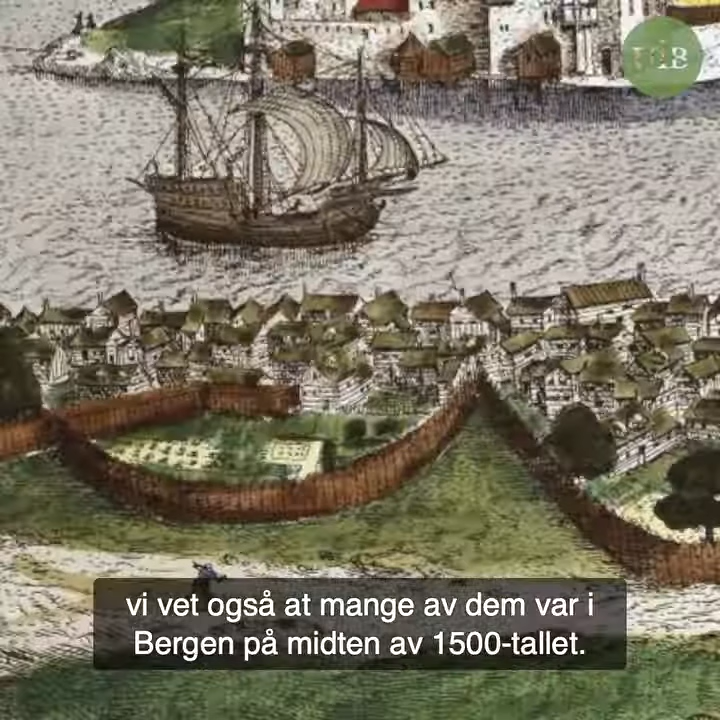 vi vet også at mange av dem var i
Bergen på midten av 1500-tallet.